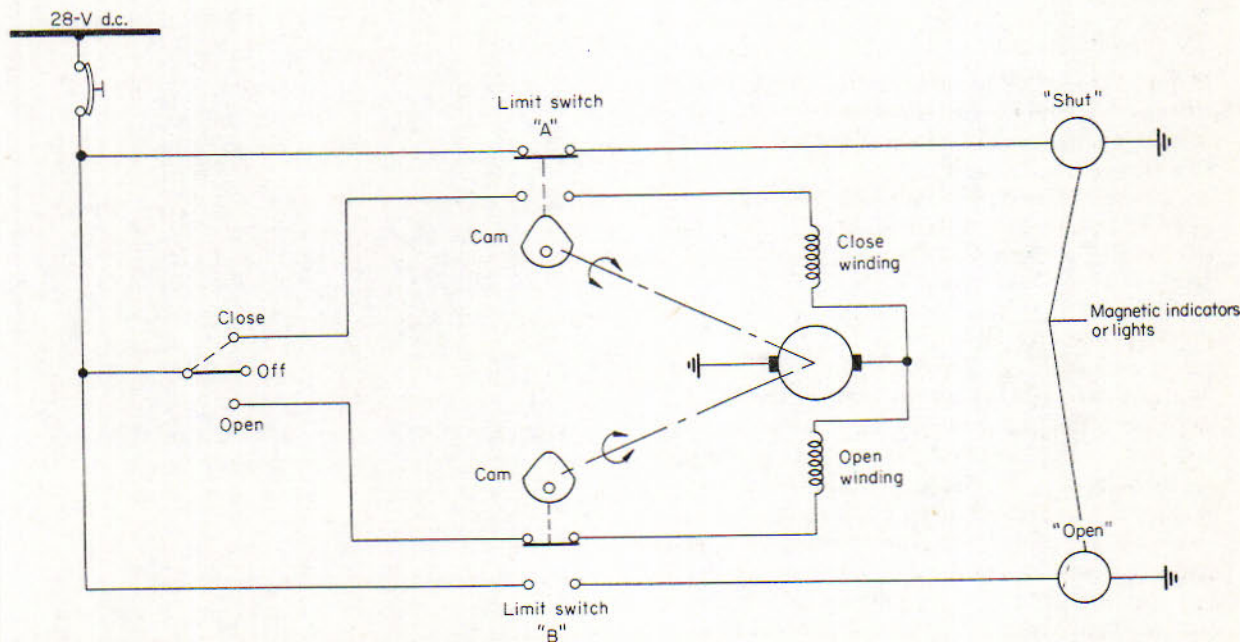 28-V d.c.
Limit switch
"A"
"Shut"
Cam
Close
winding
Close
Off
Open
Magnetic indicators
or lights
Cam
Open
winding
"Open"
Limit switch
"B"